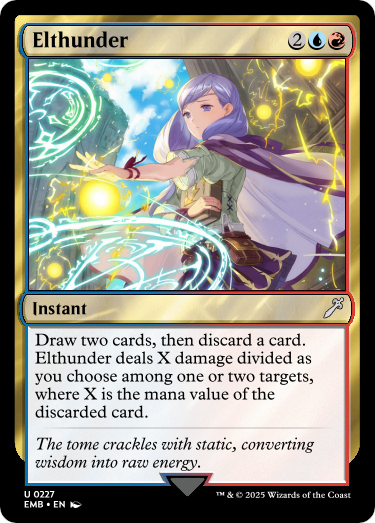 Elthunder 2
Instant
Draw two cards, then discard a card.
Elthunder deals X damage divided as
you choose among one or two targets,
where X is the mana value of the
discarded card.
The tome crackles with static, converting
wisdom into raw energy.
U 0227
EMB • EN
™ & © 2025 Wizards of the Coast